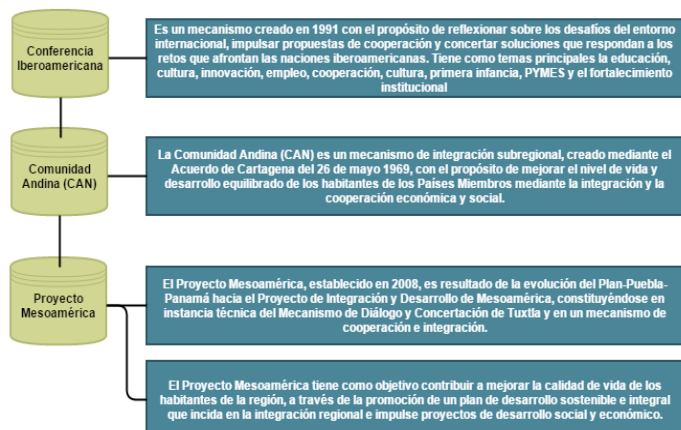 Conferencia
Iberoamericana
Es un mecanismo creado en 1991 con el propósito de reflexionar sobre los desafíos del entorno
internacional, impulsar propuestas de cooperación y concertar soluciones que respondan a los
retos que afrontan las naciones iberoamericanas. Tiene como temas principales la educación,
cultura, innovación, empleo, cooperación, cultura, primera infancia, PYMES y el fortalecimiento
institucional
Comunidad
Andina (CAN)
La Comunidad Andina (CAN) es un mecanismo de integración subregional, creado mediante el
Acuerdo de Cartagena del 26 de mayo 1969, con el propósito de mejorar el nivel de vida y
desarrollo equilibrado de los habitantes de los Países Miembros mediante la integración y la
cooperación económica y social.
Proyecto
Mesoamérica
El Proyecto Mesoamérica, establecido en 2008, es resultado de la evolución del Plan-Puebla-
Panamá hacia el Proyecto de Integración y Desarrollo de Mesoamérica, constituyéndose en
instancia técnica del Mecanismo de Diálogo y Concertación de Tuxtla y en un mecanismo de
cooperación e integración.
El Proyecto Mesoamérica tiene como objetivo contribuir a mejorar la calidad de vida de los
habitantes de la región, a través de la promoción de un plan de desarrollo sostenible e integral
que incida en la integración regional e impulse proyectos de desarrollo social y económico.